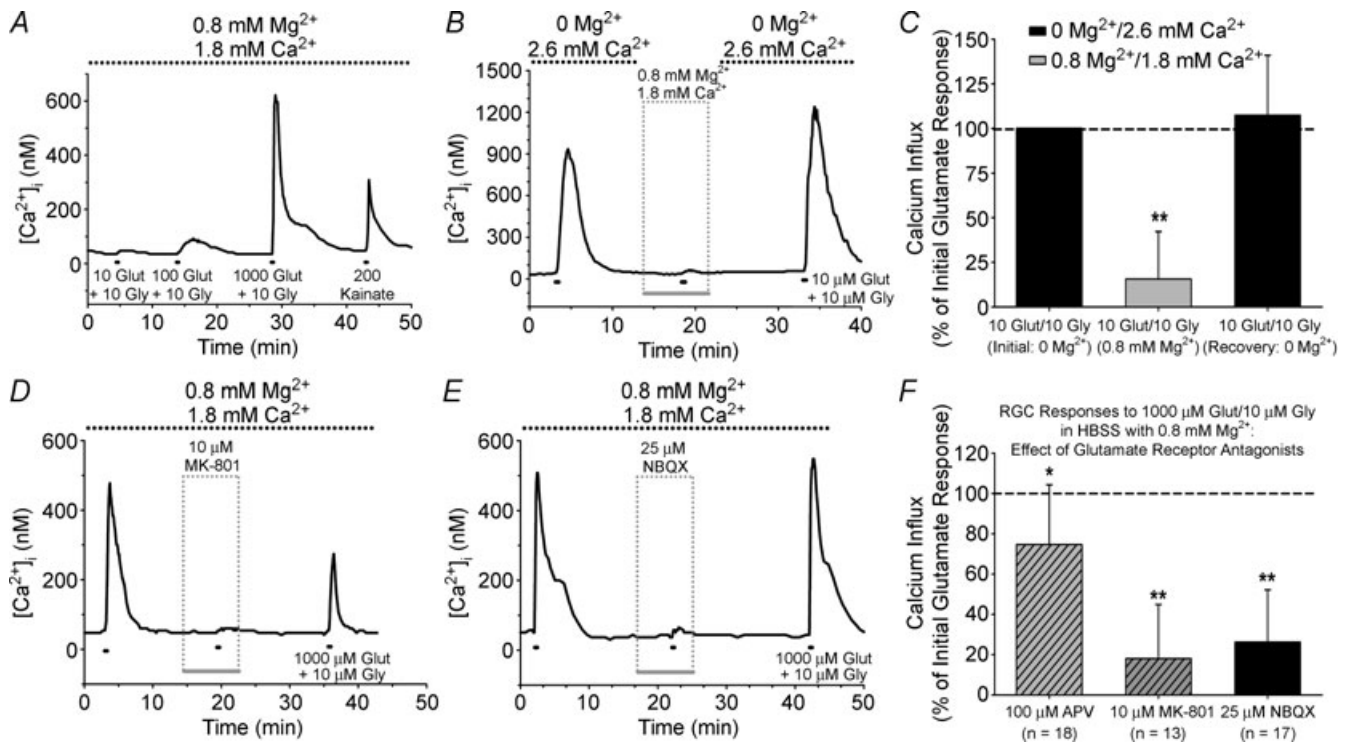 A
0.8 mM Mg²⁺
1.8 mM Ca²⁺
[Ca²⁺]ᵢ (nM)
600
400
200
0
10 Glut 100 Glut 1000 Glut 200
+ 10 Gly + 10 Gly + 10 Gly Kainate
0 10 20 30 40 50
Time (min)
B
0 Mg²⁺ 0 Mg²⁺
2.6 mM Ca²⁺ 2.6 mM Ca²⁺
0.8 mM Mg²⁺
1.8 mM Ca²⁺
[Ca²⁺]ᵢ (nM)
1500
1200
900
600
300
0
10 μM Glut
+ 10 μM Gly
0 10 20 30 40
Time (min)
C
0 Mg²⁺/2.6 mM Ca²⁺
0.8 Mg²⁺/1.8 mM Ca²⁺
Calcium Influx
(% of Initial Glutamate Response)
150
125
100
75
50
25
0
**
10 Glut/10 Gly 10 Glut/10 Gly 10 Glut/10 Gly
(Initial: 0 Mg²⁺) (0.8 mM Mg²⁺) (Recovery: 0 Mg²⁺)
D
0.8 mM Mg²⁺
1.8 mM Ca²⁺
10 μM
MK-801
[Ca²⁺]ᵢ (nM)
600
400
200
0
1000 μM Glut
+ 10 μM Gly
0 10 20 30 40 50
Time (min)
E
0.8 mM Mg²⁺
1.8 mM Ca²⁺
25 μM
NBQX
[Ca²⁺]ᵢ (nM)
600
400
200
0
1000 μM Glut
+ 10 μM Gly
0 10 20 30 40 50
Time (min)
F
RGC Responses to 1000 μM Glut/10 μM Gly
in HBSS with 0.8 mM Mg²⁺:
Effect of Glutamate Receptor Antagonists
Calcium Influx
(% of Initial Glutamate Response)
120
100
80
60
40
20
0
* ** **
100 μM APV 10 μM MK-801 25 μM NBQX
(n = 18) (n = 13) (n = 17)